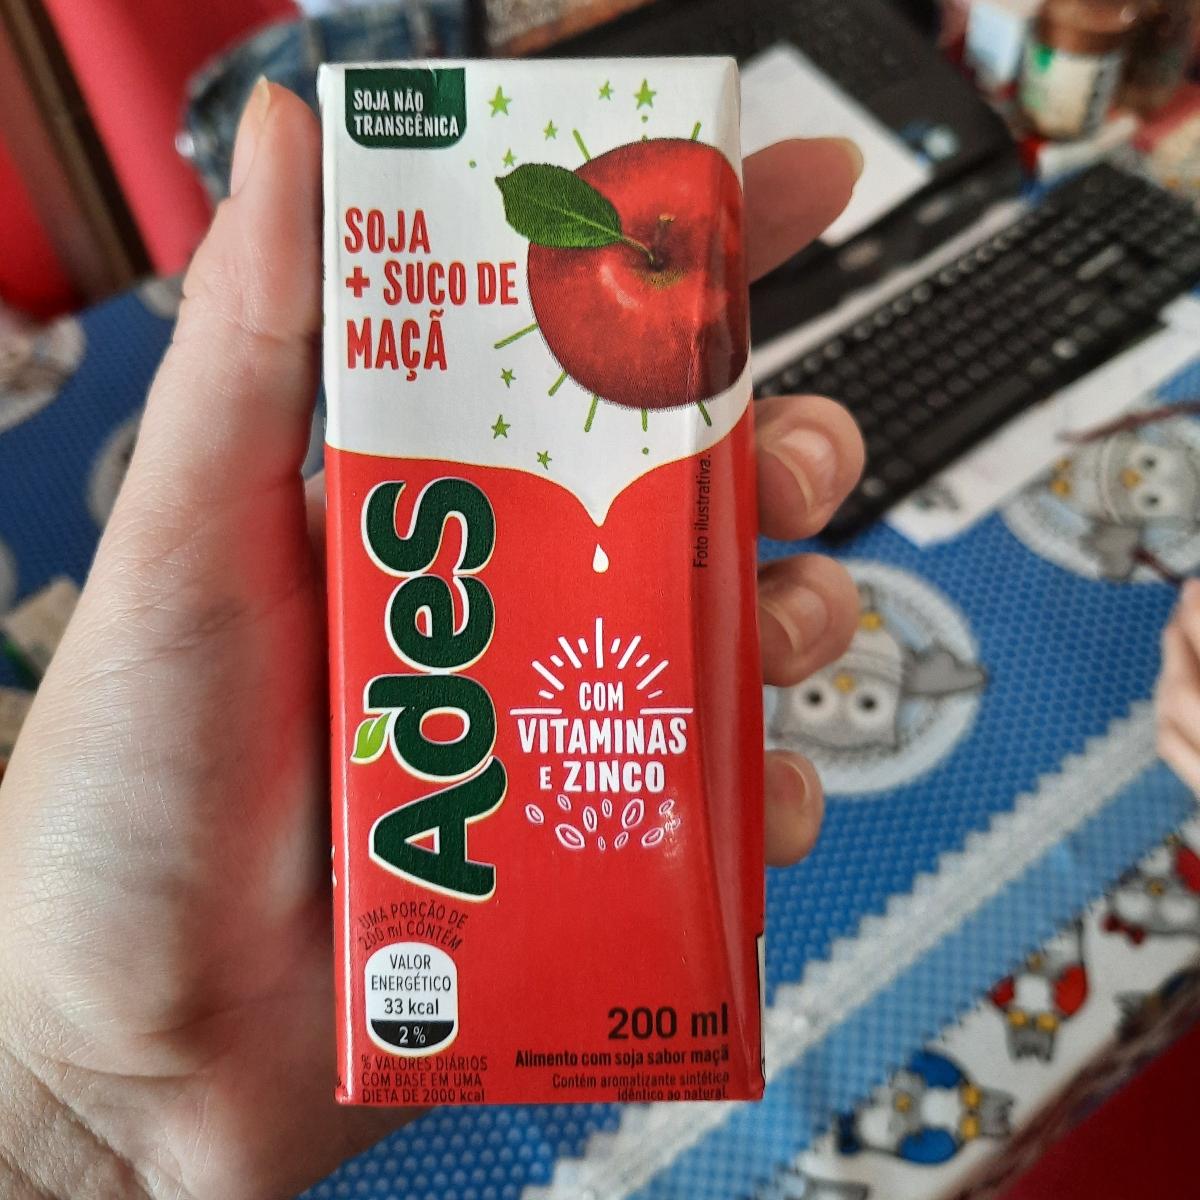 SOJA NÃO
TRANSGÊNICA
SOJA
+ SUCO DE
MAÇÃ
Foto ilustrativa.
AdeS
COM
VITAMINAS
E ZINCO
UMA PORÇÃO DE
200 ml CONTÉM
VALOR
ENERGÉTICO
33 kcal
2%
% VALORES DIÁRIOS
COM BASE EM UMA
DIETA DE 2000 kcal
200 ml
Alimento com soja sabor maçã
Contém aromatizante sintético
idêntico ao natural.